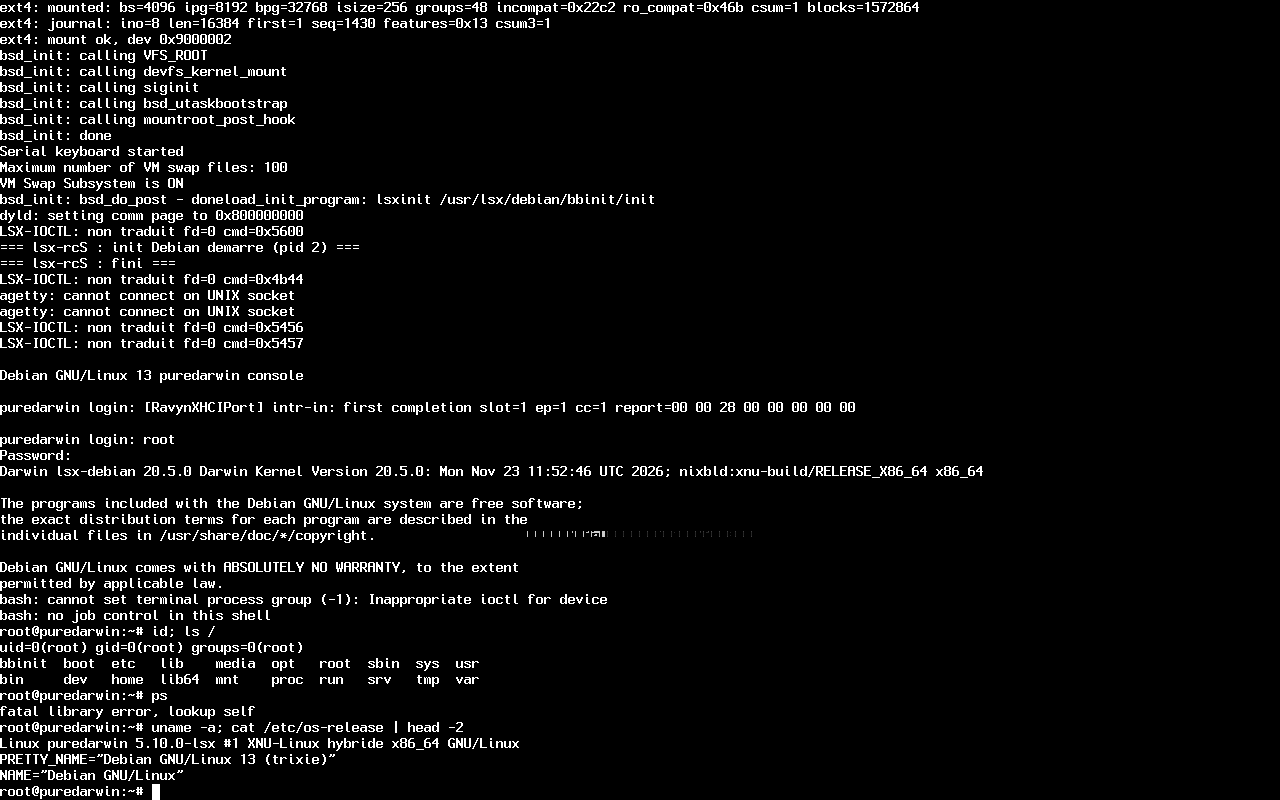 ext4: mounted: bs=4096 ipg=8192 bpg=32768 isize=256 groups=48 incompat=0x22c2 ro_compat=0x46b csum=1 blocks=1572864
ext4: journal: ino=8 len=16384 first=1 seq=1430 features=0x13 csum3=1
ext4: mount ok, dev 0x9000002
bsd_init: calling VFS_ROOT
bsd_init: calling devfs_kernel_mount
bsd_init: calling siginit
bsd_init: calling bsd_utaskbootstrap
bsd_init: calling mountroot_post_hook
bsd_init: done
Serial keyboard started
Maximum number of VM swap files: 100
VM Swap Subsystem is ON
bsd_init: bsd_do_post - doneload_init_program: lsxinit /usr/lsx/debian/bbinit/init
dyld: setting comm page to 0x800000000
LSX-IOCTL: non traduit fd=0 cmd=0x5600
=== lsx-rcS : init Debian demarre (pid 2) ===
=== lsx-rcS : fini ===
LSX-IOCTL: non traduit fd=0 cmd=0x4b44
agetty: cannot connect on UNIX socket
agetty: cannot connect on UNIX socket
LSX-IOCTL: non traduit fd=0 cmd=0x5456
LSX-IOCTL: non traduit fd=0 cmd=0x5457
Debian GNU/Linux 13 puredarwin console
puredarwin login: [RavynXHCIPort] intr-in: first completion slot=1 ep=1 cc=1 report=00 00 28 00 00 00 00 00
puredarwin login: root
Password:
Darwin lsx-debian 20.5.0 Darwin Kernel Version 20.5.0: Mon Nov 23 11:52:46 UTC 2026; nixbld:xnu-build/RELEASE_X86_64 x86_64
The programs included with the Debian GNU/Linux system are free software;
the exact distribution terms for each program are described in the
individual files in /usr/share/doc/*/copyright.
Debian GNU/Linux comes with ABSOLUTELY NO WARRANTY, to the extent
permitted by applicable law.
bash: cannot set terminal process group (-1): Inappropriate ioctl for device
bash: no job control in this shell
root@puredarwin:~# id; ls /
uid=0(root) gid=0(root) groups=0(root)
bbinit  boot  etc   lib    media  opt   root  sbin  sys  usr
bin     dev   home  lib64  mnt    proc  run   srv   tmp  var
root@puredarwin:~# ps
fatal library error, lookup self
root@puredarwin:~# uname -a; cat /etc/os-release | head -2
Linux puredarwin 5.10.0-lsx #1 XNU-Linux hybride x86_64 GNU/Linux
PRETTY_NAME="Debian GNU/Linux 13 (trixie)"
NAME="Debian GNU/Linux"
root@puredarwin:~#